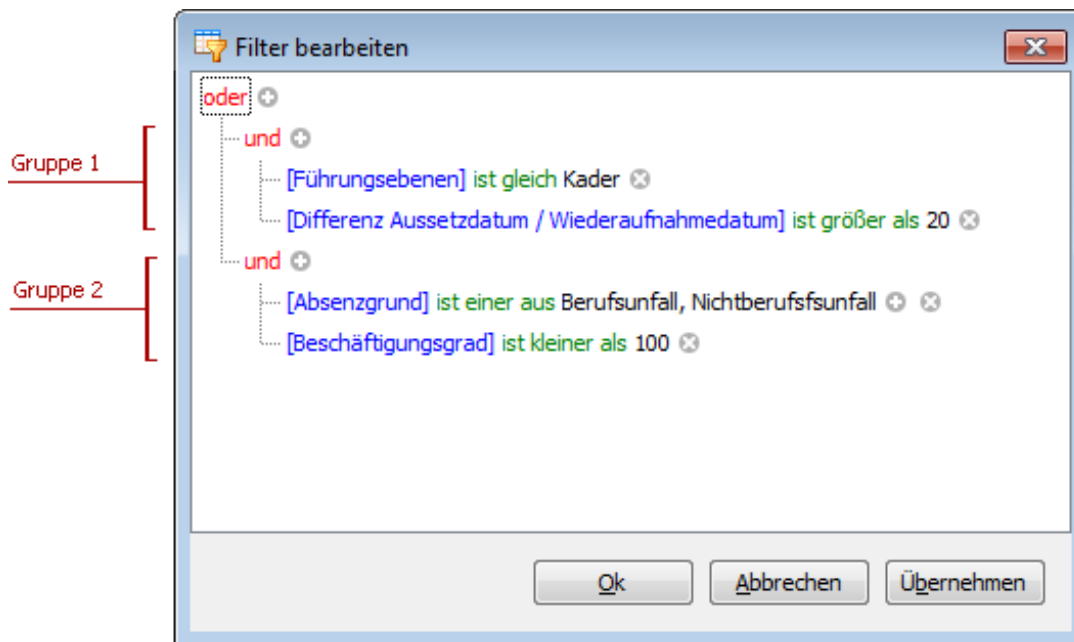 Filter bearbeiten
oder
und
Gruppe 1
[Führungsebenen] ist gleich Kader
[Differenz Aussetzdatum / Wiederaufnahmedatum] ist größer als 20
und
Gruppe 2
[Absenzgrund] ist einer aus Berufsunfall, Nichtberufsfsunfall
[Beschäftigungsgrad] ist kleiner als 100
Ok
Abbrechen
Übernehmen